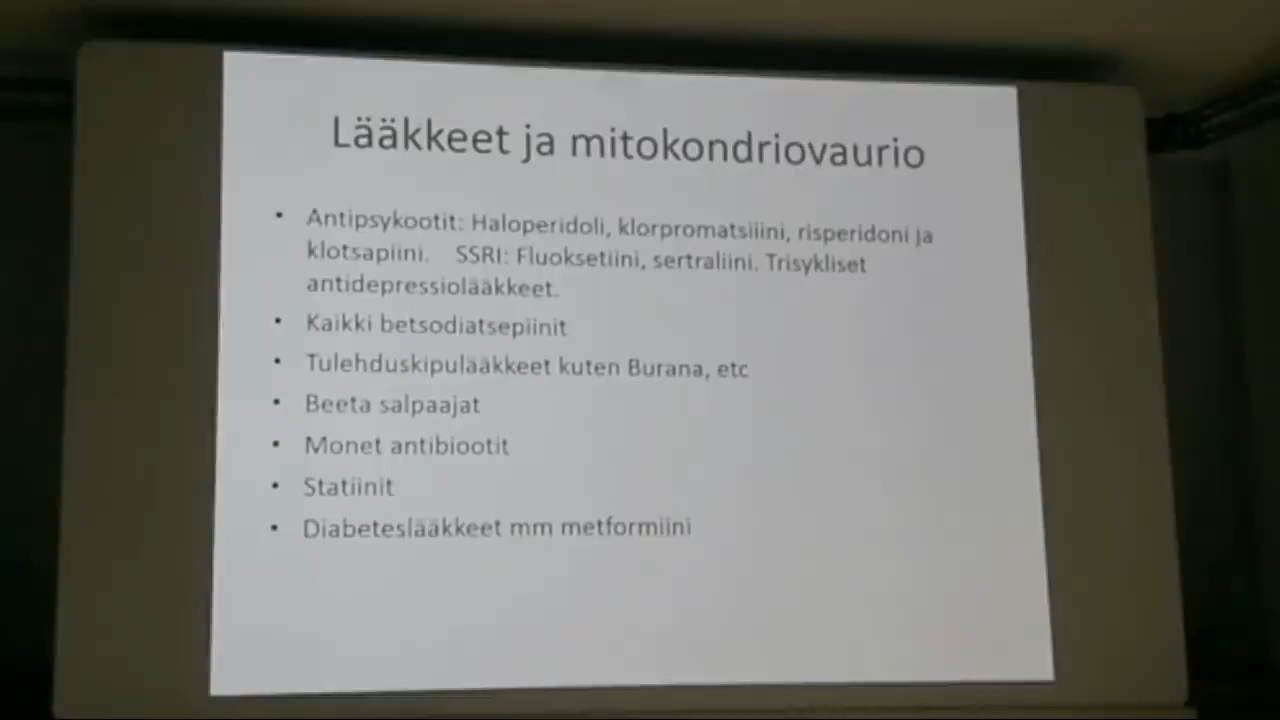 Lääkkeet ja mitokondriovaurio
• Antipsykootit: Haloperidoli, klorpromatsiiini, risperidoni ja
klotsapiini. SSRI: Fluoksetiini, sertraliini. Trisykliset
antidepressiolääkkeet.
• Kaikki betsodiatsepiinit
• Tulehduskipulääkkeet kuten Burana, etc
• Beeta salpaajat
• Monet antibiootit
• Statiinit
• Diabeteslääkkeet mm metformiini